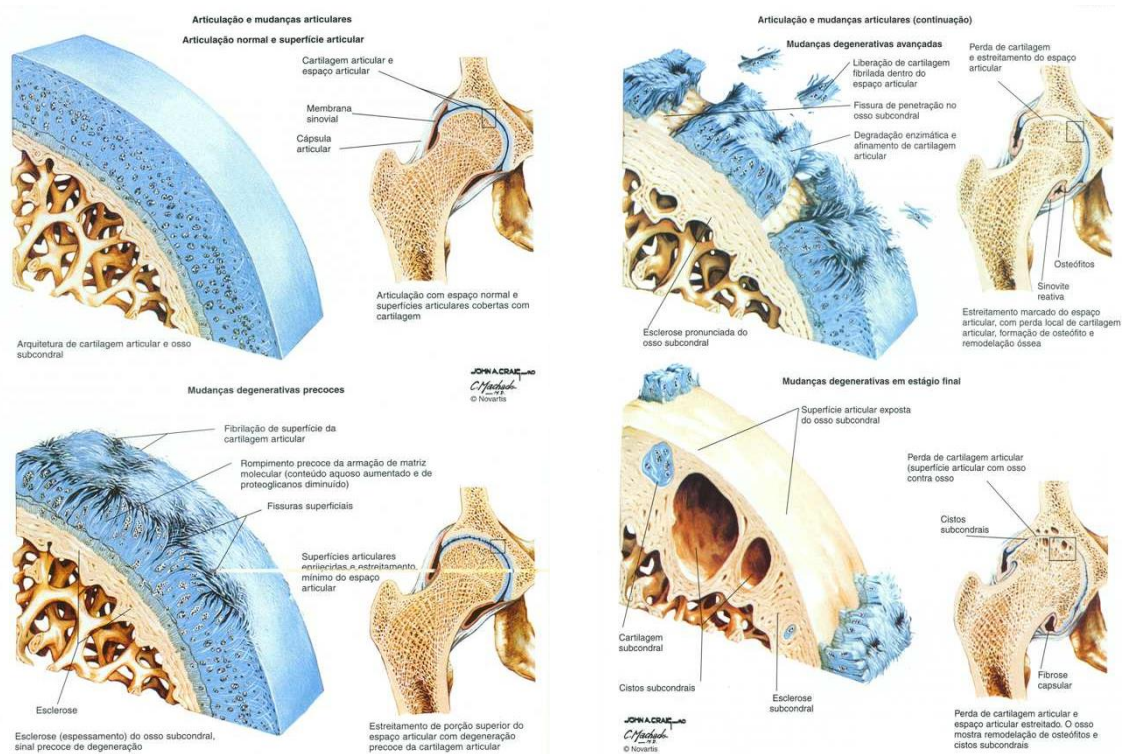 Articulação e mudanças articulares
Articulação normal e superfície articular
Cartilagem articular e
espaço articular
Membrana
sinovial
Cápsula
articular
Articulação com espaço normal e
superfícies articulares cobertas com
cartilagem
Arquitetura de cartilagem articular e osso
subcondral
JOHN A. CRAIG MD
C. Machado
M.D.
© Novartis
Mudanças degenerativas precoces
Fibrilação de superfície da
cartilagem articular
Rompimento precoce da armação de matriz
molecular (conteúdo aquoso aumentado e de
proteoglicanos diminuído)
Fissuras superficiais
Superfícies articulares
enrijecidas e estreitamento
mínimo do espaço
articular
Esclerose
Esclerose (espessamento) do osso subcondral,
sinal precoce de degeneração
Estreitamento de porção superior do
espaço articular com degeneração
precoce da cartilagem articular
Articulação e mudanças articulares (continuação)
Mudanças degenerativas avançadas
Liberação de cartilagem
fibrilada dentro do
espaço articular
Fissura de penetração no
osso subcondral
Degradação enzimática e
afinamento de cartilagem
articular
Perda de cartilagem
e estreitamento do espaço
articular
Osteófitos
Sinovite
reativa
Esclerose pronunciada do
osso subcondral
Estreitamento marcado do espaço
articular, com perda local de cartilagem
articular, formação de osteófito e
remodelação óssea
Mudanças degenerativas em estágio final
Superfície articular exposta
do osso subcondral
Perda de cartilagem articular
(superfície articular com osso
contra osso
Cistos
subcondrais
Cartilagem
subcondral
Cistos subcondrais
Esclerose
subcondral
Fibrose
capsular
Perda de cartilagem articular e
espaço articular estreitado. O osso
mostra remodelação de osteófitos e
cistos subcondrais
JOHN A. CRAIG MD
C. Machado
M.D.
© Novartis